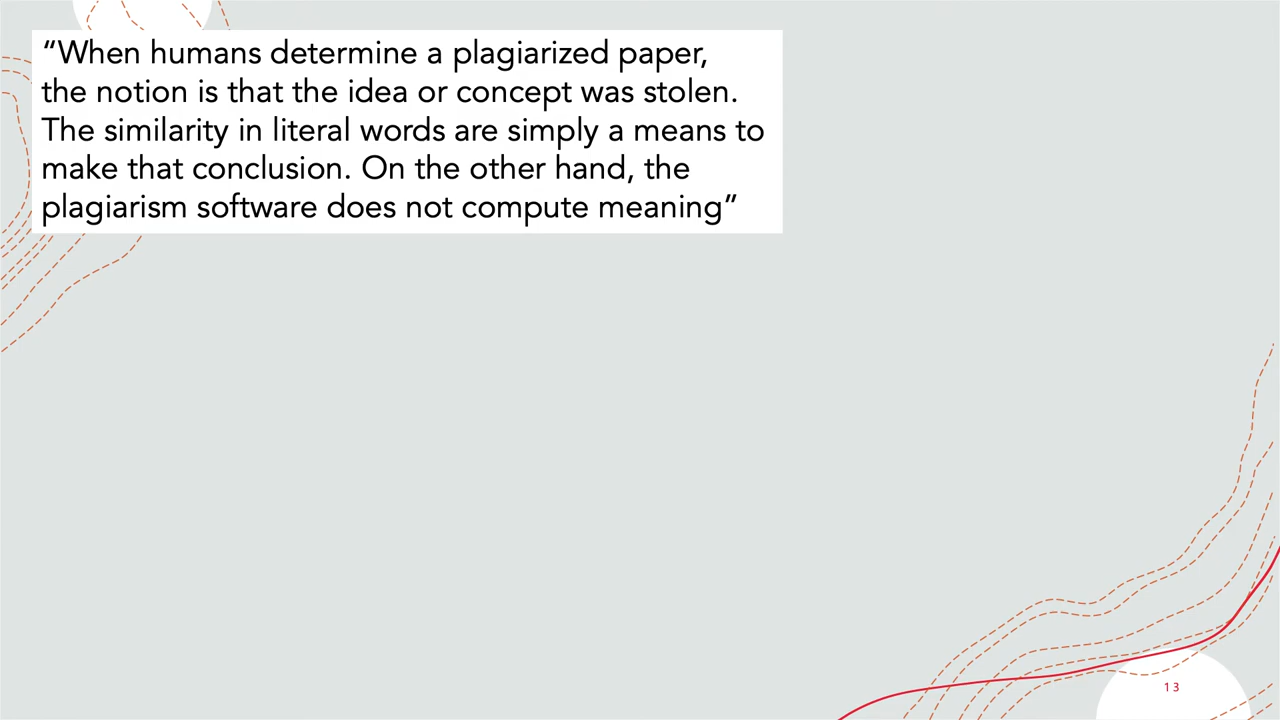 “When humans determine a plagiarized paper,
the notion is that the idea or concept was stolen.
The similarity in literal words are simply a means to
make that conclusion. On the other hand, the
plagiarism software does not compute meaning”
13